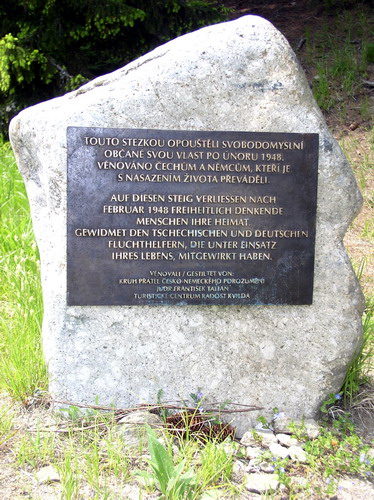 TOUTO STEZKOU OPOUŠTĚLI SVOBODOMYSLNÍ
OBČANÉ SVOU VLAST PO ÚNORU 1948.
VĚNOVÁNO ČECHŮM A NĚMCŮM, KTEŘÍ JE
S NASAZENÍM ŽIVOTA PŘEVÁDĚLI.
AUF DIESEN STEIG VERLIESSEN NACH
FEBRUAR 1948 FREIHEITLICH DENKENDE
MENSCHEN IHRE HEIMAT.
GEWIDMET DEN TSCHECHISCHEN UND DEUTSCHEN
FLUCHTHELFERN, DIE UNTER EINSATZ
IHRES LEBENS, MITGEWIRKT HABEN.
VĚNOVALI / GESTIFTET VON:
KRUH PŘÁTEL ČESKO-NĚMECKÉHO POROZUMĚNÍ
JUDR. FRANTIŠEK TALIÁN
TURISTICKÉ CENTRUM RADOST KVILDA